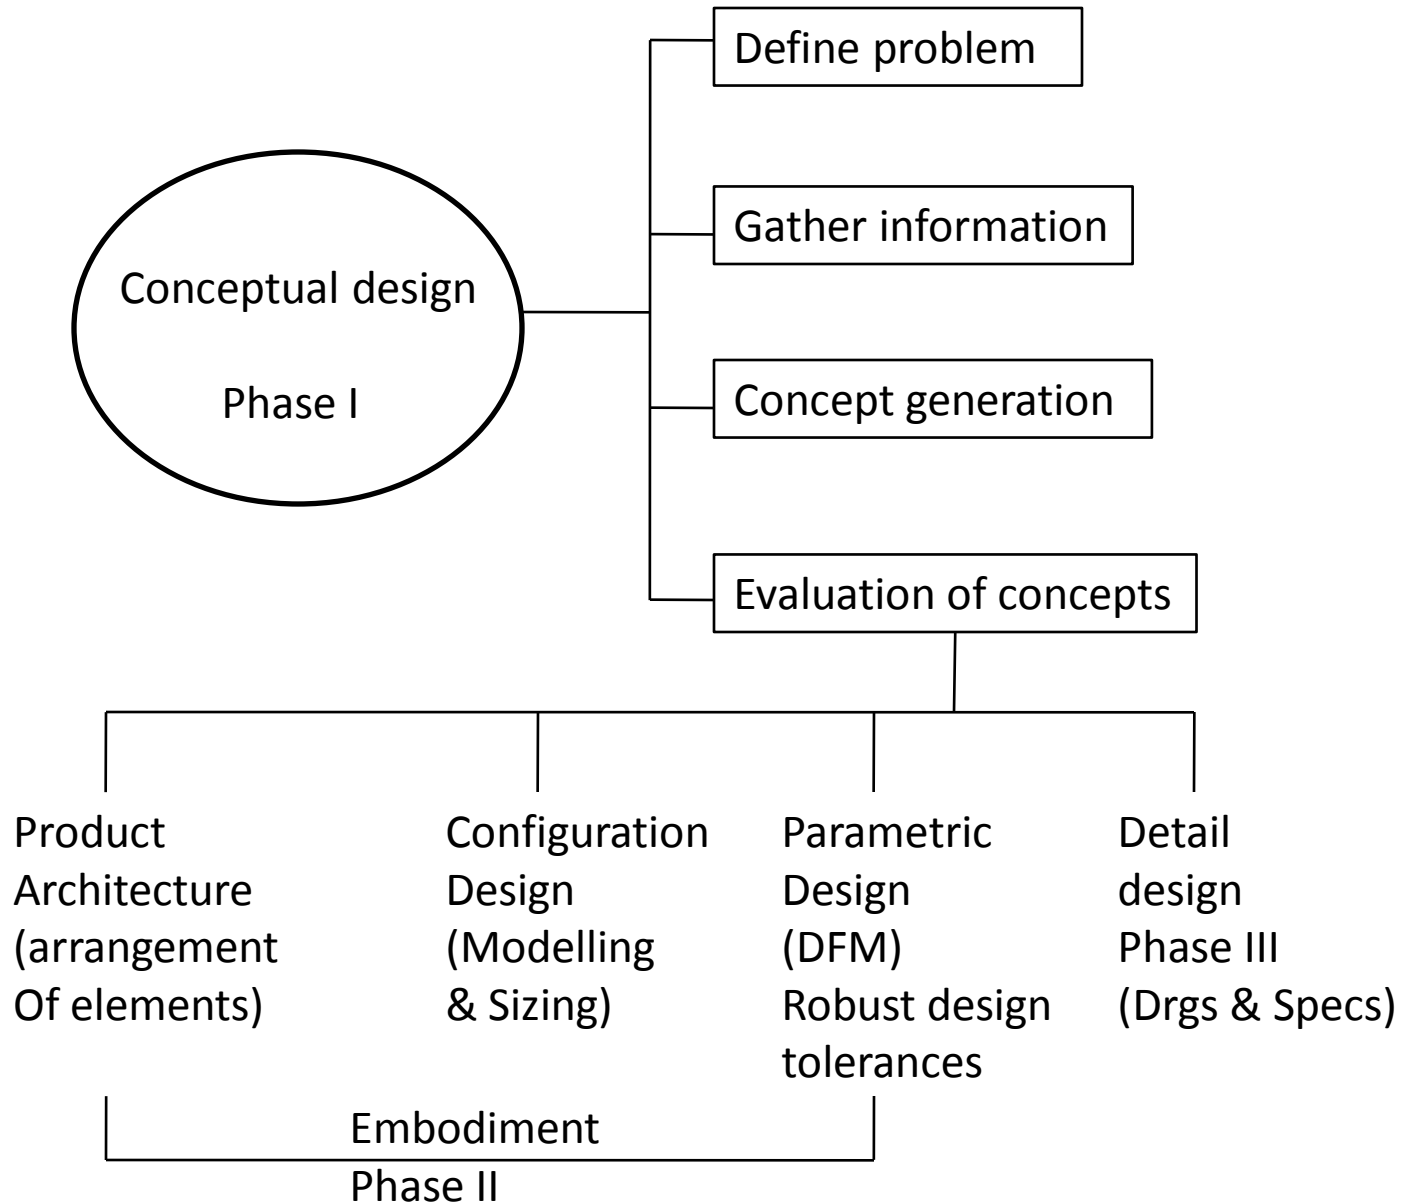 Define problem
Gather information
Conceptual design
Phase I
Concept generation
Evaluation of concepts
Product
Architecture
(arrangement
Of elements)
Configuration
Design
(Modelling
& Sizing)
Parametric
Design
(DFM)
Robust design
tolerances
Detail
design
Phase III
(Drgs & Specs)
Embodiment
Phase II